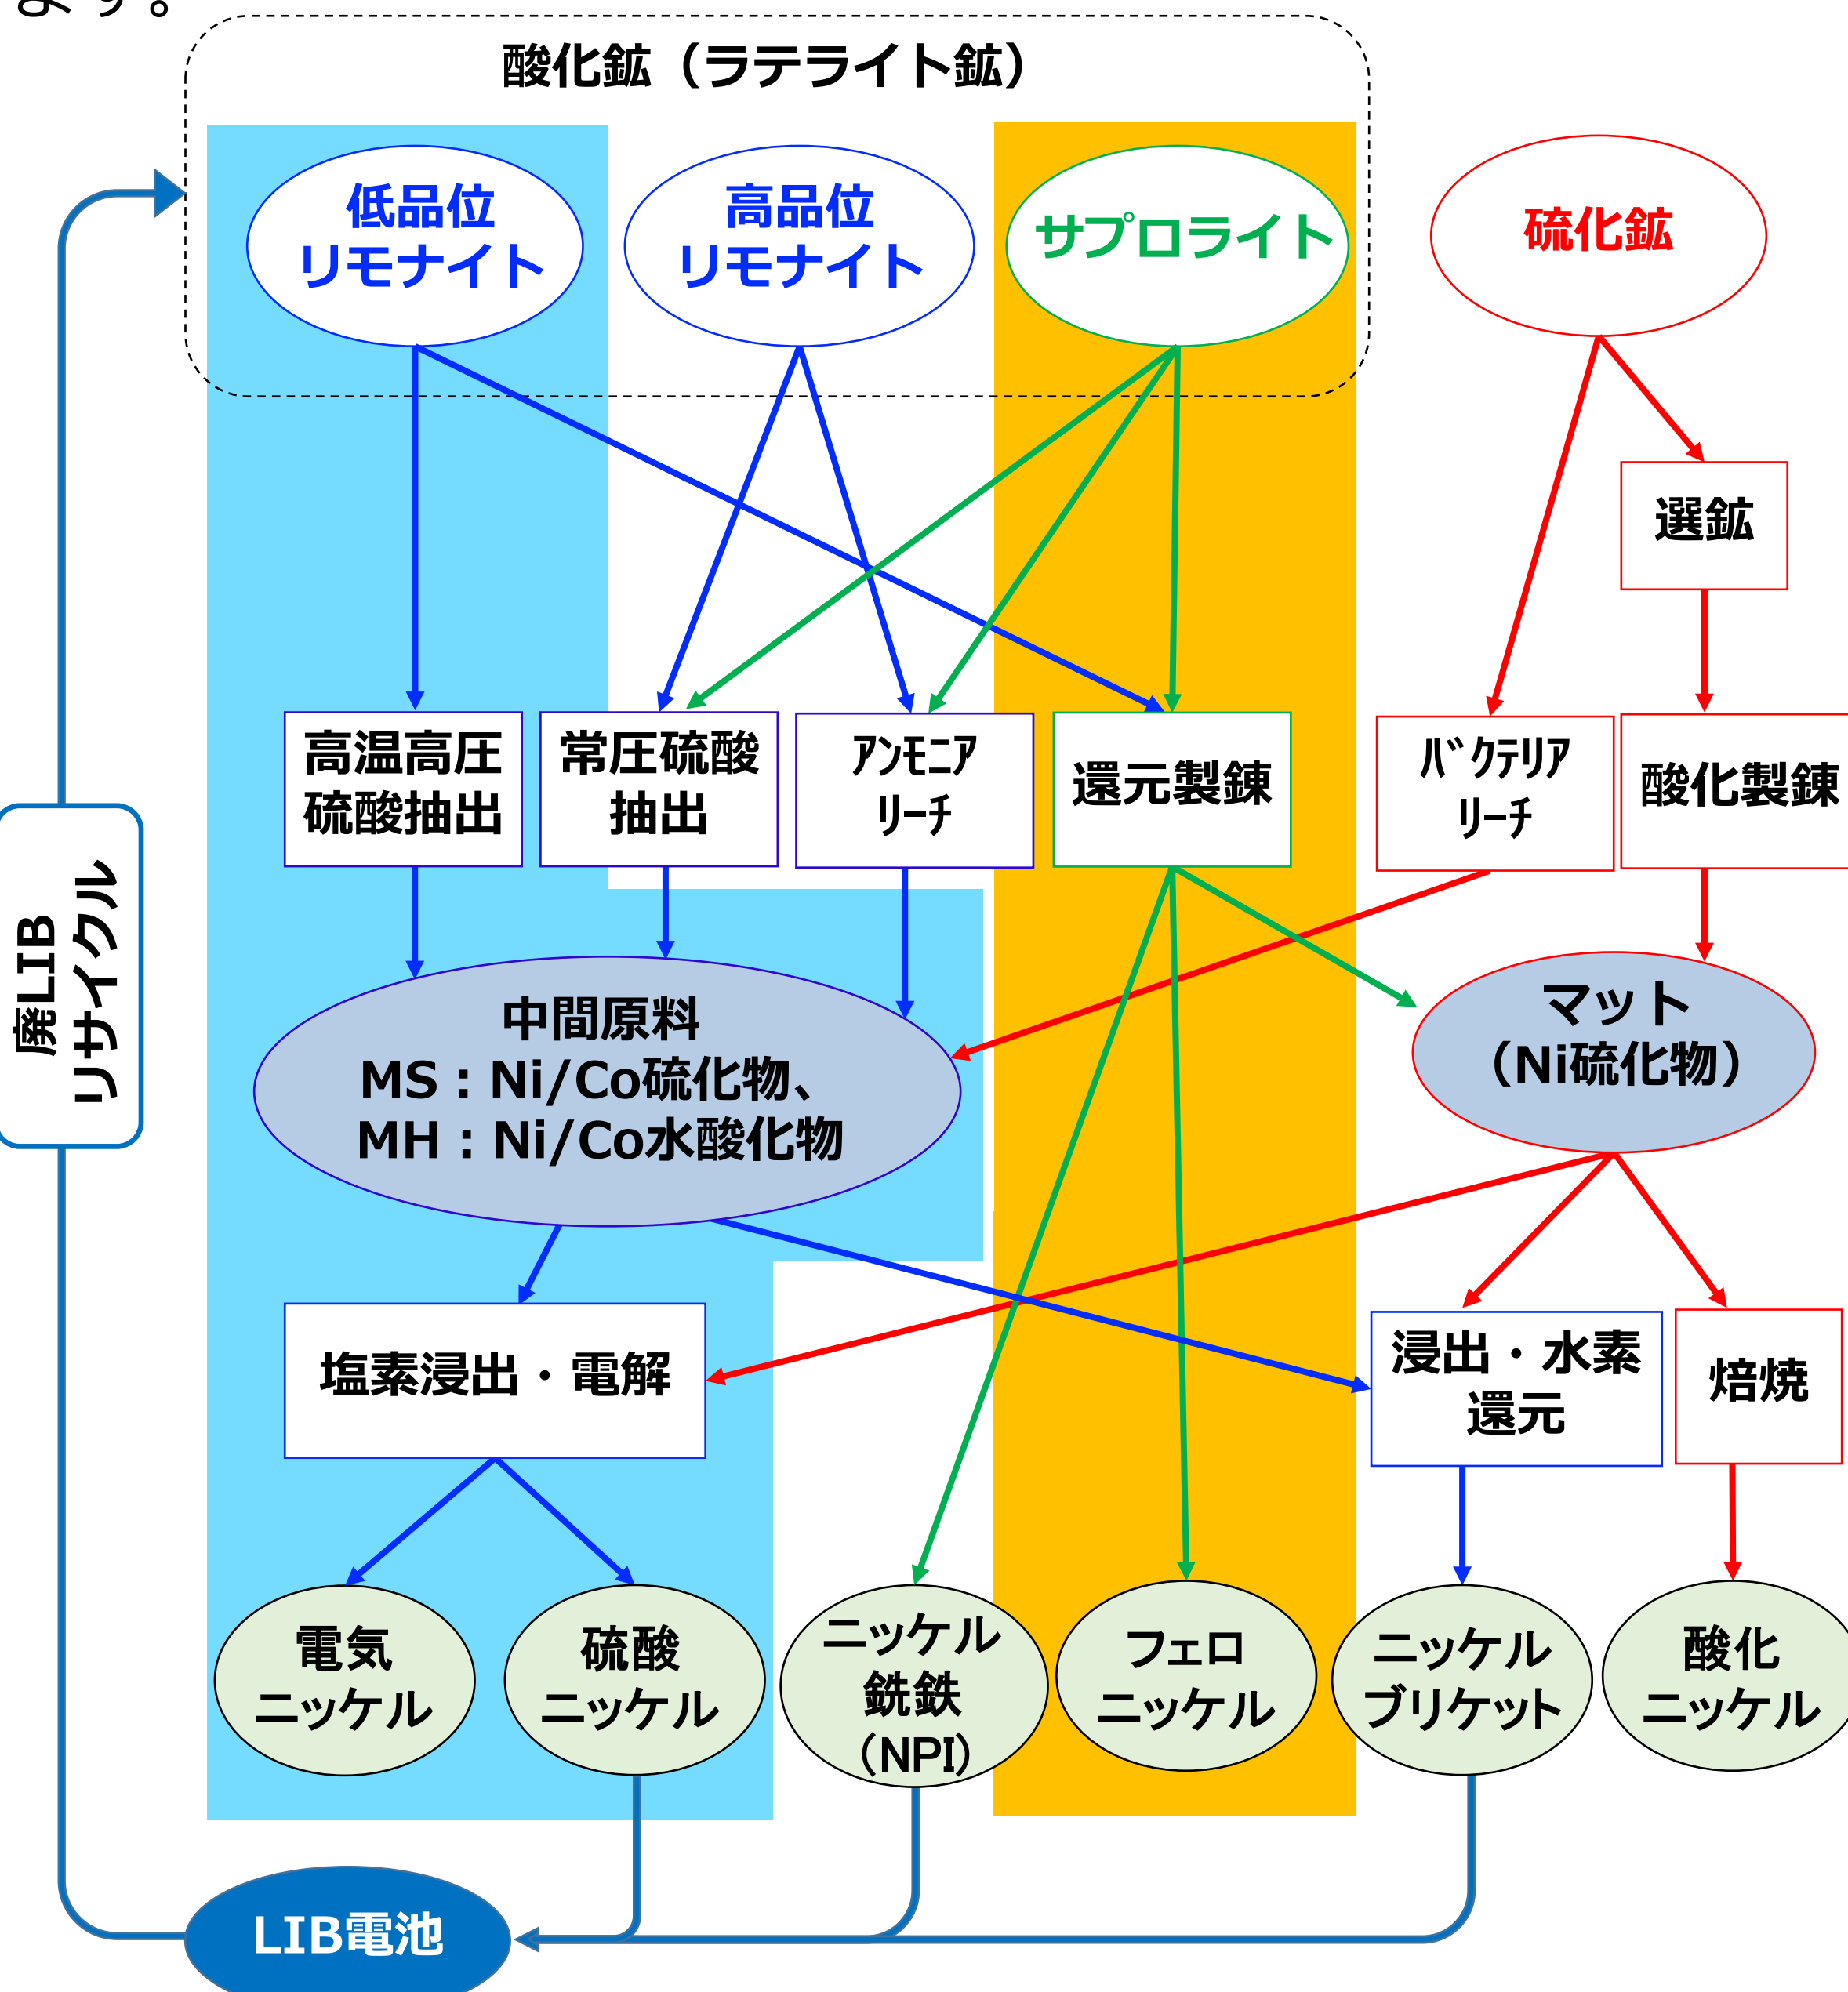 ます。
酸化鉱（ラテライト鉱）
低品位
リモナイト
高品位
リモナイト
サプロライト
硫化鉱
選鉱
高温高圧
硫酸抽出
常圧硫酸
抽出
ｱﾝﾓﾆｱ
ﾘｰﾁ
還元製錬
ﾊﾞｸﾃﾘｱ
ﾘｰﾁ
酸化製錬
廃LIB
リサイクル
中間原料
MS：Ni/Co硫化物、
MH：Ni/Co水酸化物
マット
（Ni硫化物）
塩素浸出・電解
浸出・水素
還元
焙焼
電気
ニッケル
硫酸
ニッケル
ニッケル
銑鉄
（NPI）
フェロ
ニッケル
ニッケル
ブリケット
酸化
ニッケル
LIB電池